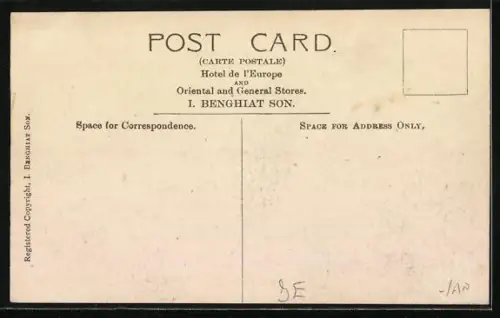 POST CARD.
(CARTE POSTALE)
Hotel de l'Europe
AND
Oriental and General Stores.
I. BENGHIAT SON.
Space for Correspondence.
SPACE FOR ADDRESS ONLY,
Registered Copyright, I. BENGHIAT SON.